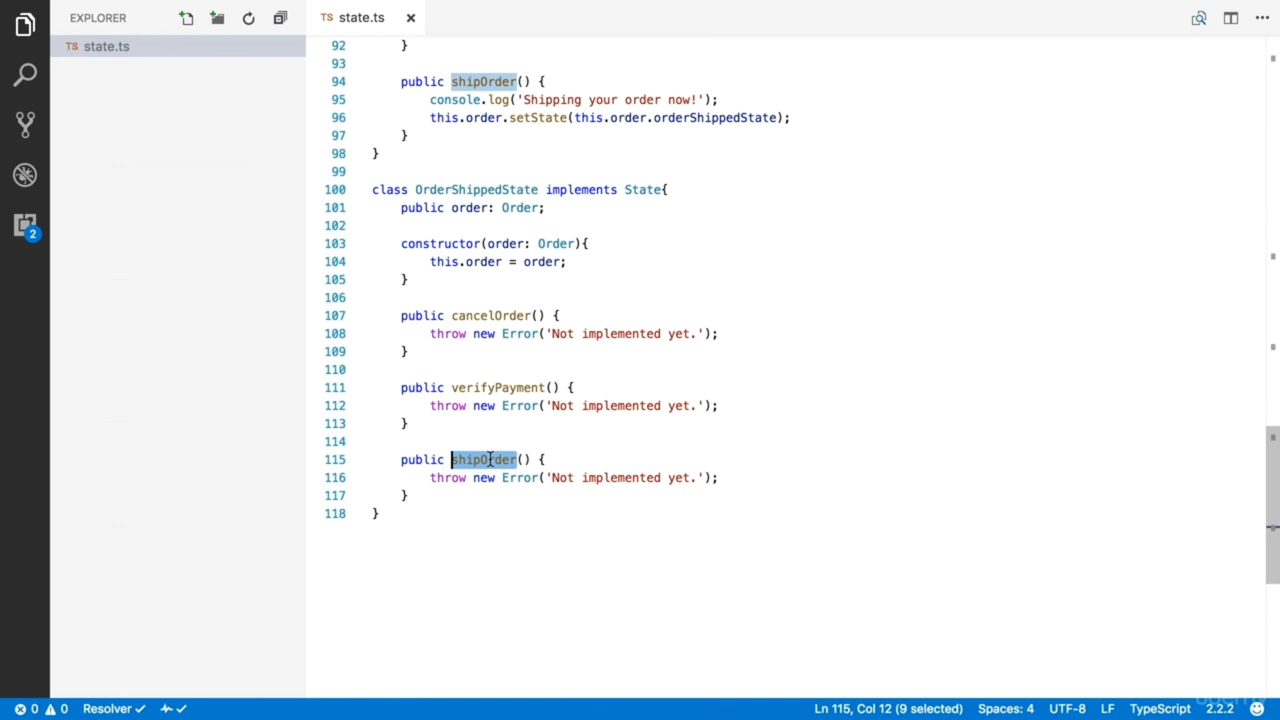 EXPLORER
TS state.ts
TS state.ts
92 }
93
94 public shipOrder() {
95 console.log('Shipping your order now!');
96 this.order.setState(this.order.orderShippedState);
97 }
98 }
99
100 class OrderShippedState implements State{
101 public order: Order;
102
103 constructor(order: Order){
104 this.order = order;
105 }
106
107 public cancelOrder() {
108 throw new Error('Not implemented yet.');
109 }
110
111 public verifyPayment() {
112 throw new Error('Not implemented yet.');
113 }
114
115 public shipOrder() {
116 throw new Error('Not implemented yet.');
117 }
118 }
2
0 0 Resolver Ln 115, Col 12 (9 selected) Spaces: 4 UTF-8 LF TypeScript 2.2.2